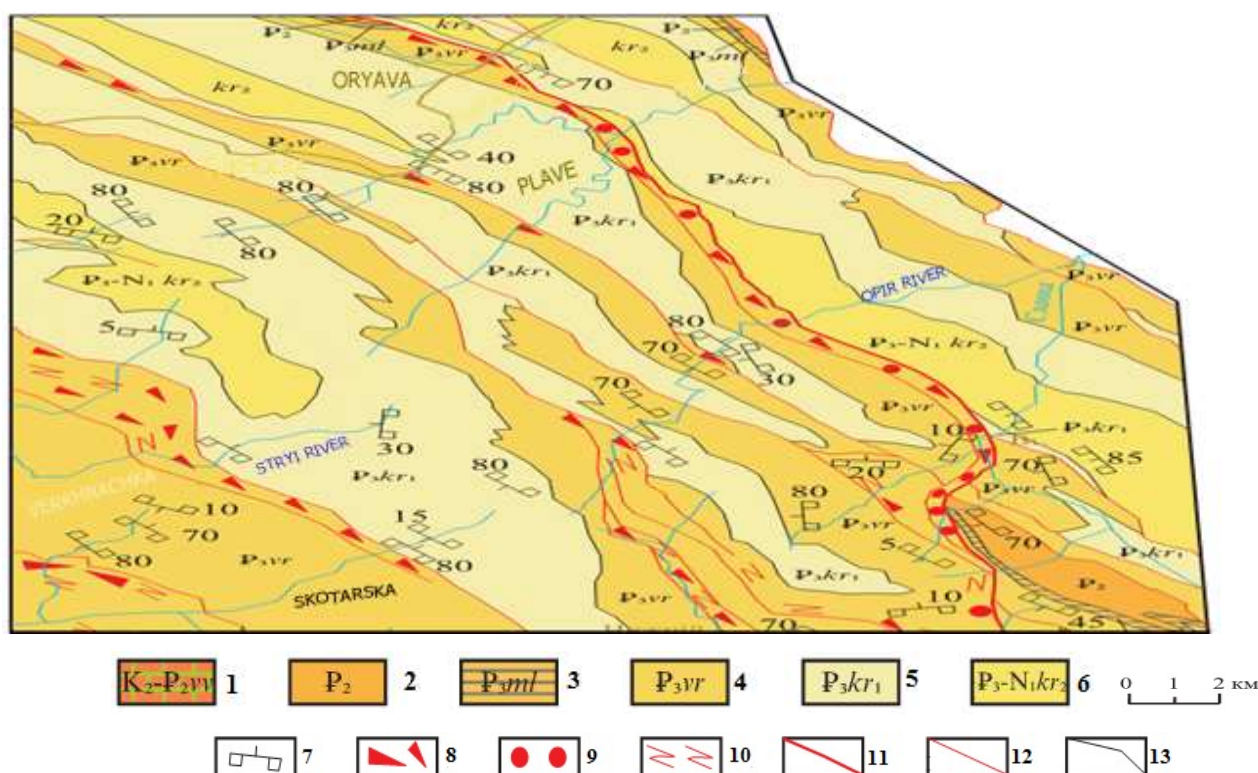 P₂ P₃ml P₃vr kr₂ kr₂ P₂ P₃ml
ORYAVA 70
kr₂ P₃vr
P₃vr P₃vr 40 PLAVE P₃kr₁
80 80 80
20 80 P₃kr₁
P₃-N₁ kr₂ P₃kr₁ OPIR RIVER P₃vr
5 80 P₃vr
70 30 P₃-N₁ kr₂
N N 70 P₃vr
N STRYI RIVER 30 10 P₃kr₁
P₃kr₁ 80 N 20 70 85
P₃vr
10 15 80 P₃vr
70 70
80 P₃vr 80 5 P₃kr₁
N P₃kr₁ N P₂
N SKOTARSKA P₃vr N 10
70 45
K₂-P₂vv 1 P₂ 2 P₃ml 3 P₃vr 4 P₃kr₁ 5 P₃-N₁kr₂ 6 0 1 2 км
7 8 9 10 11 12 13